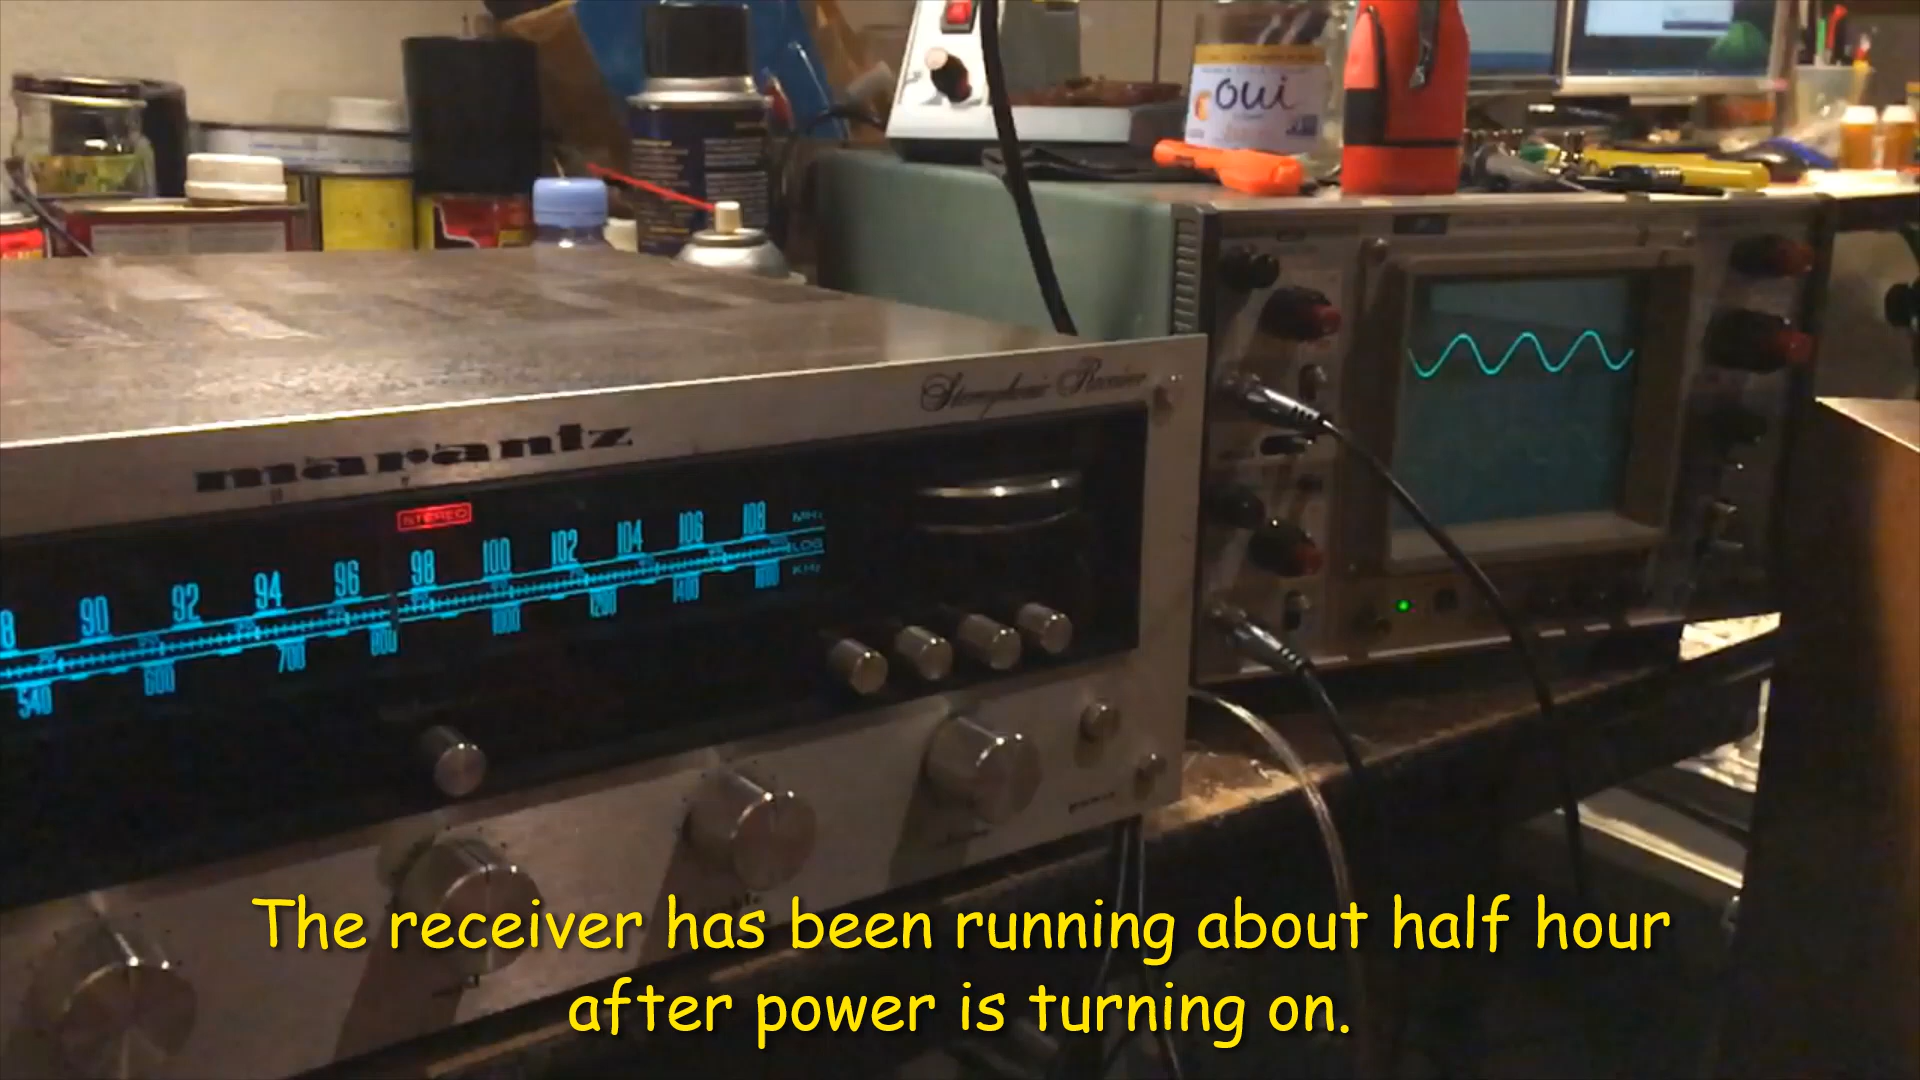 oui
Stereophonic Receiver
marantz
STEREO
90 92 94 96 98 100 102 104 106 108 MHz
LOG
540 600 700 800 1000 1200 1400 1600 KHz
The receiver has been running about half hour
after power is turning on.